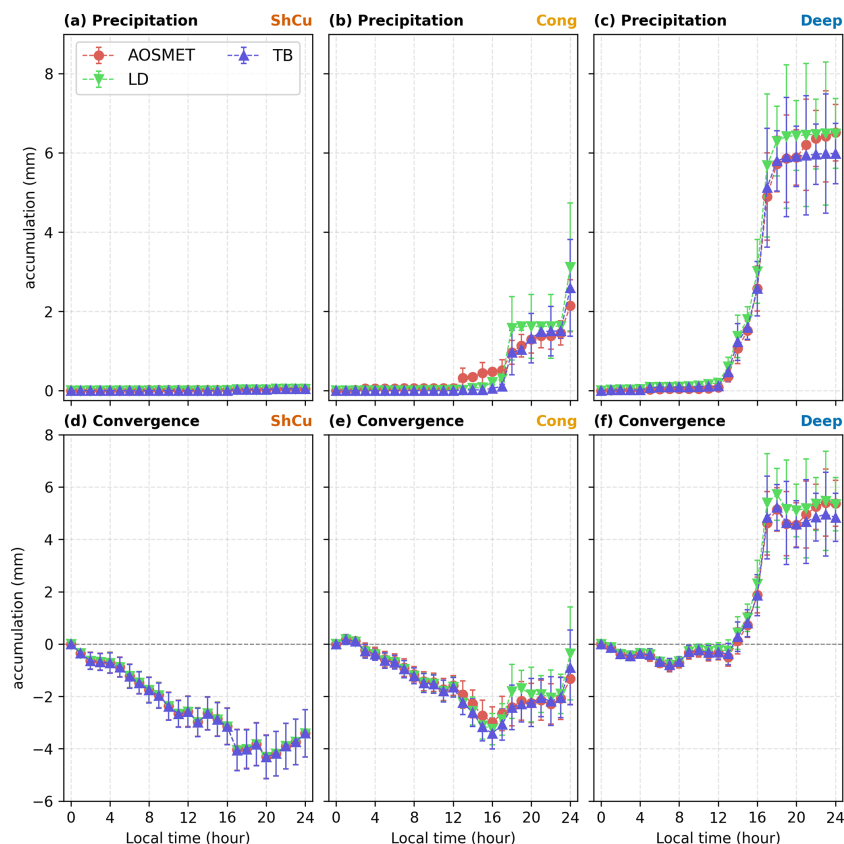 (a) Precipitation ShCu
(b) Precipitation Cong
(c) Precipitation Deep
AOSMET TB
LD
accumulation (mm)
8
6
4
2
0
(d) Convergence ShCu
(e) Convergence Cong
(f) Convergence Deep
accumulation (mm)
8
6
4
2
0
−2
−4
−6
0 4 8 12 16 20 24
0 4 8 12 16 20 24
0 4 8 12 16 20 24
Local time (hour)
Local time (hour)
Local time (hour)